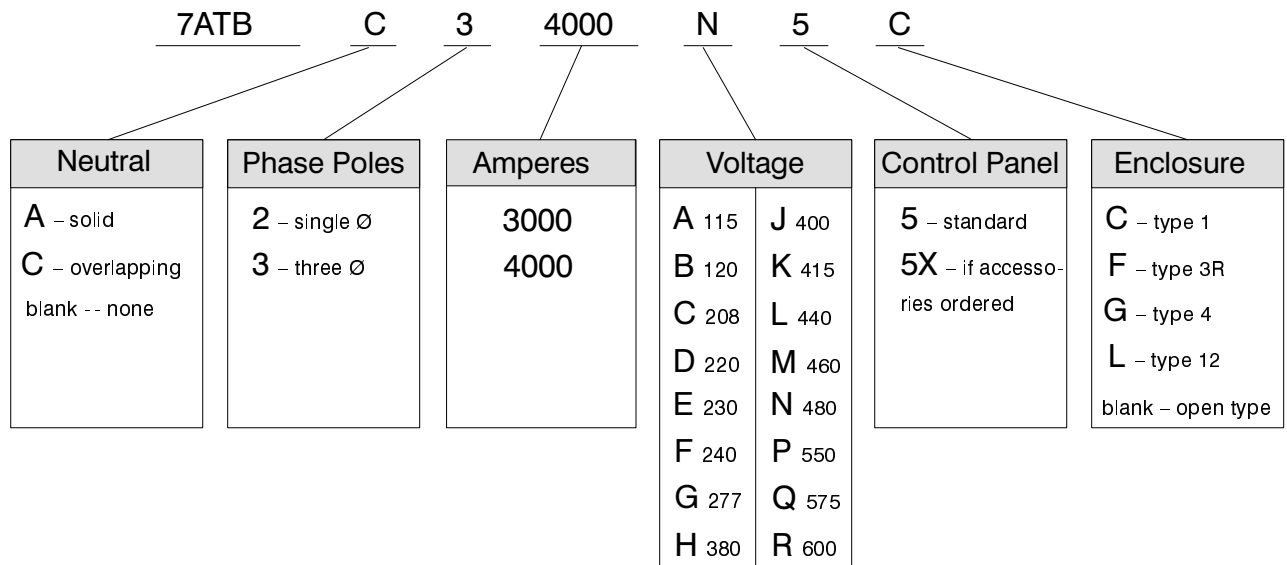 7ATB C 3 4000 N 5 C
Neutral
A – solid
C – overlapping
blank -- none
Phase Poles
2 – single Ø
3 – three Ø
Amperes
3000
4000
Voltage
A 115
B 120
C 208
D 220
E 230
F 240
G 277
H 380
J 400
K 415
L 440
M 460
N 480
P 550
Q 575
R 600
Control Panel
5 – standard
5X – if accesso-
ries ordered
Enclosure
C – type 1
F – type 3R
G – type 4
L – type 12
blank – open type